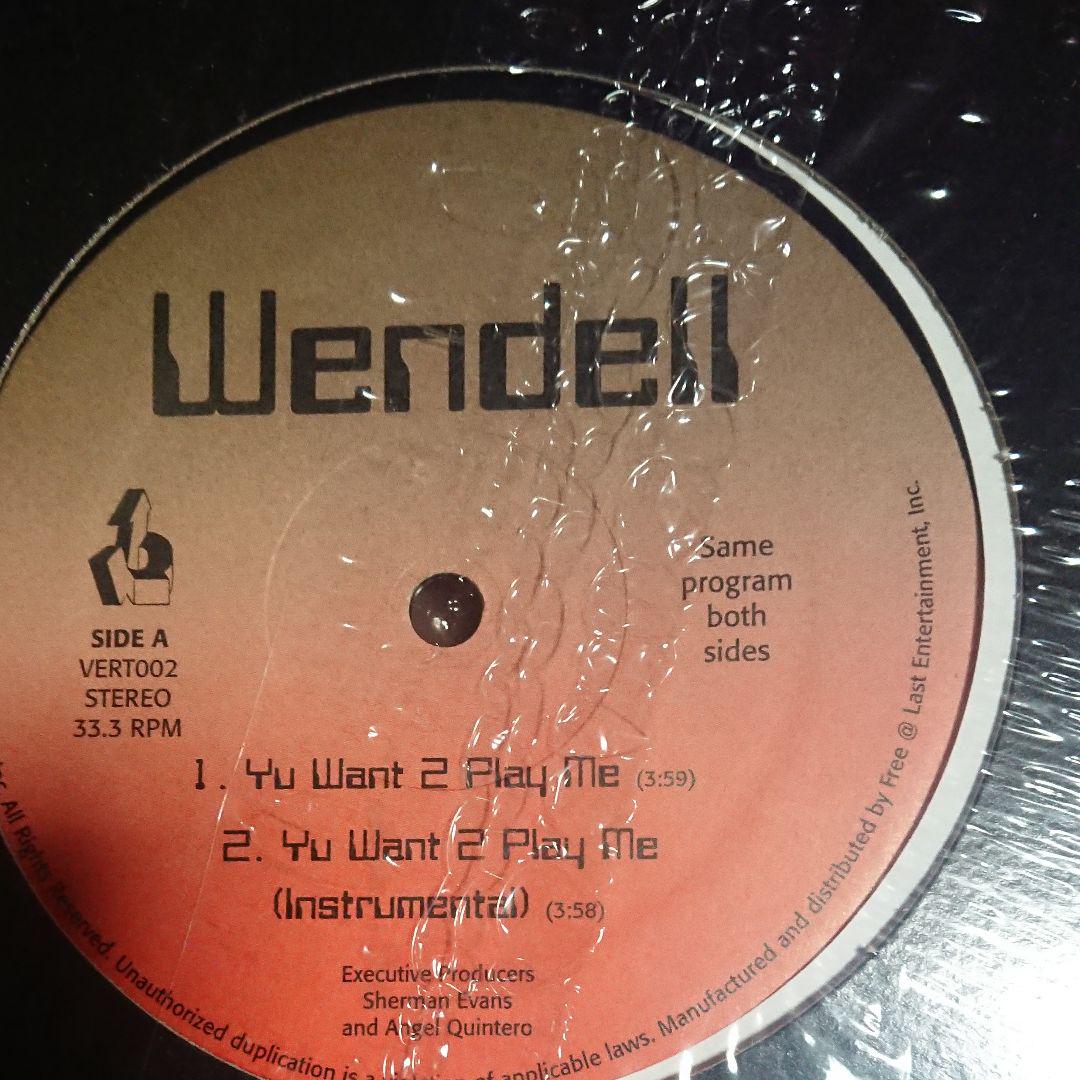 Wendell
SIDE A
VERT002
STEREO
33.3 RPM
Same
program
both
sides
1. Yu Want 2 Play Me (3:59)
2. Yu Want 2 Play Me
(Instrumental) (3:58)
Executive Producers
Sherman Evans
and Angel Quintero
All Rights Reserved. Unauthorized duplication is a violation of applicable laws. Manufactured and distributed by Free @ Last Entertainment, Inc.